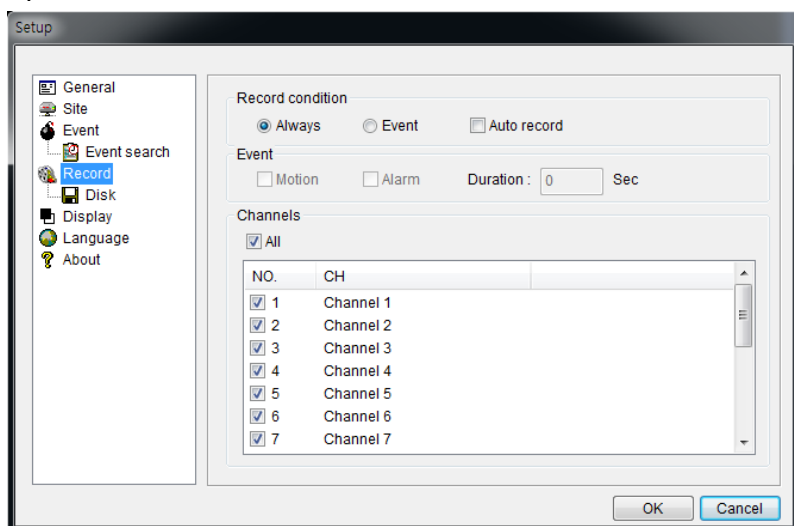 Setup
General
Site
Event
Event search
Record
Disk
Display
Language
About
Record condition
Always Event Auto record
Event
Motion Alarm Duration : 0 Sec
Channels
All
NO. CH
1 Channel 1
2 Channel 2
3 Channel 3
4 Channel 4
5 Channel 5
6 Channel 6
7 Channel 7
OK Cancel